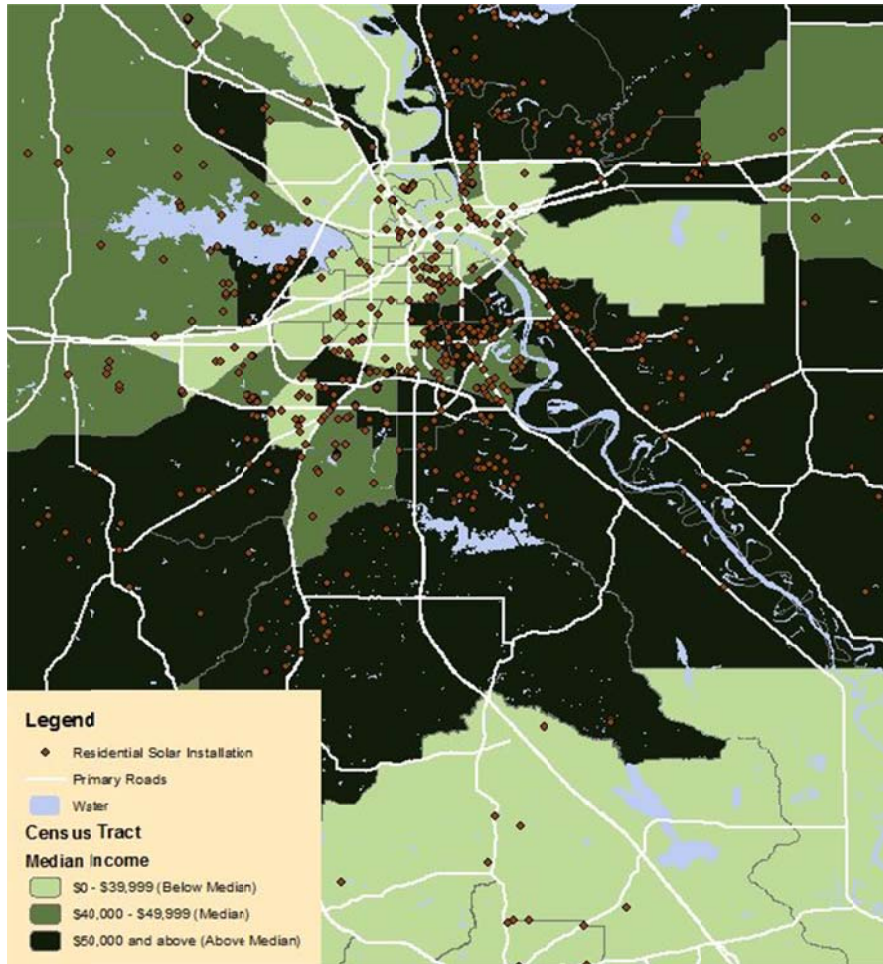 Legend
Residential Solar Installation
Primary Roads
Water
Census Tract
Median Income
$0 - $39,999 (Below Median)
$40,000 - $49,999 (Median)
$50,000 and above (Above Median)